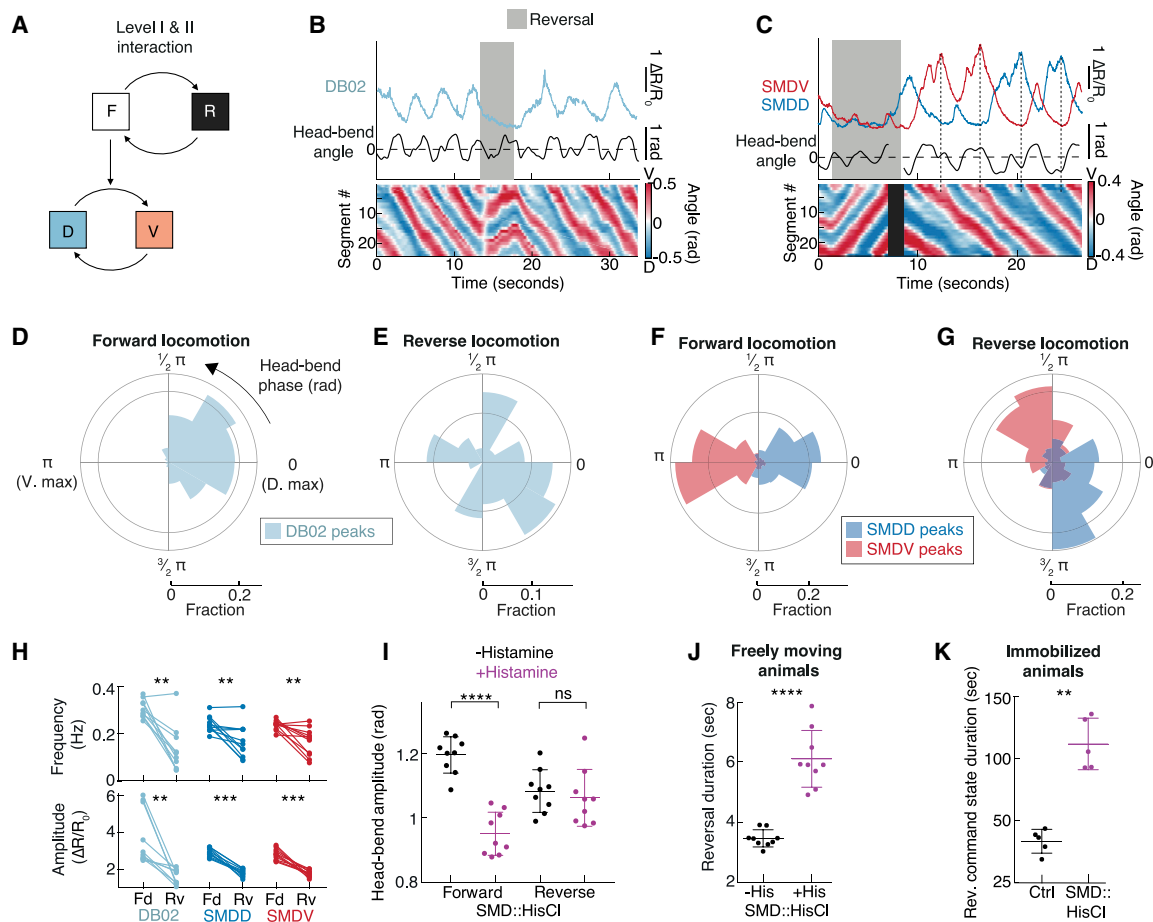 A
Level I & II
interaction
F
R
D
V
B
Reversal
DB02
1 ΔR/R0
Head-bend
angle
0
1 rad
Segment #
10
20
V
0.5
0
-0.5
D
Angle (rad)
0
10
20
30
Time (seconds)
C
SMDV
SMDD
1 ΔR/R0
Head-bend
angle
0
1 rad
Segment #
10
20
V
0.4
0
-0.4
D
Angle (rad)
0
10
20
Time (seconds)
D
Forward locomotion
1/2 π
Head-bend
phase (rad)
π
(V. max)
0
(D. max)
3/2 π
DB02 peaks
0
0.2
Fraction
E
Reverse locomotion
1/2 π
π
0
3/2 π
0
0.1
Fraction
F
Forward locomotion
1/2 π
π
0
3/2 π
SMDD peaks
SMDV peaks
0
0.2
Fraction
G
Reverse locomotion
1/2 π
π
0
3/2 π
0
0.2
Fraction
H
0.4
0
Frequency
(Hz)
** ** **
6
4
2
Amplitude
(ΔR/R0)
** *** ***
Fd Rv Fd Rv Fd Rv
DB02 SMDD SMDV
I
-Histamine
+Histamine
****
ns
Head-bend amplitude (rad)
1.2
1
0.8
Forward Reverse
SMD::HisCl
J
Freely moving
animals
****
Reversal duration (sec)
8
6
4
2
-His +His
SMD::HisCl
K
Immobilized
animals
**
Rev. command state duration (sec)
150
100
50
25
Ctrl SMD::
HisCl